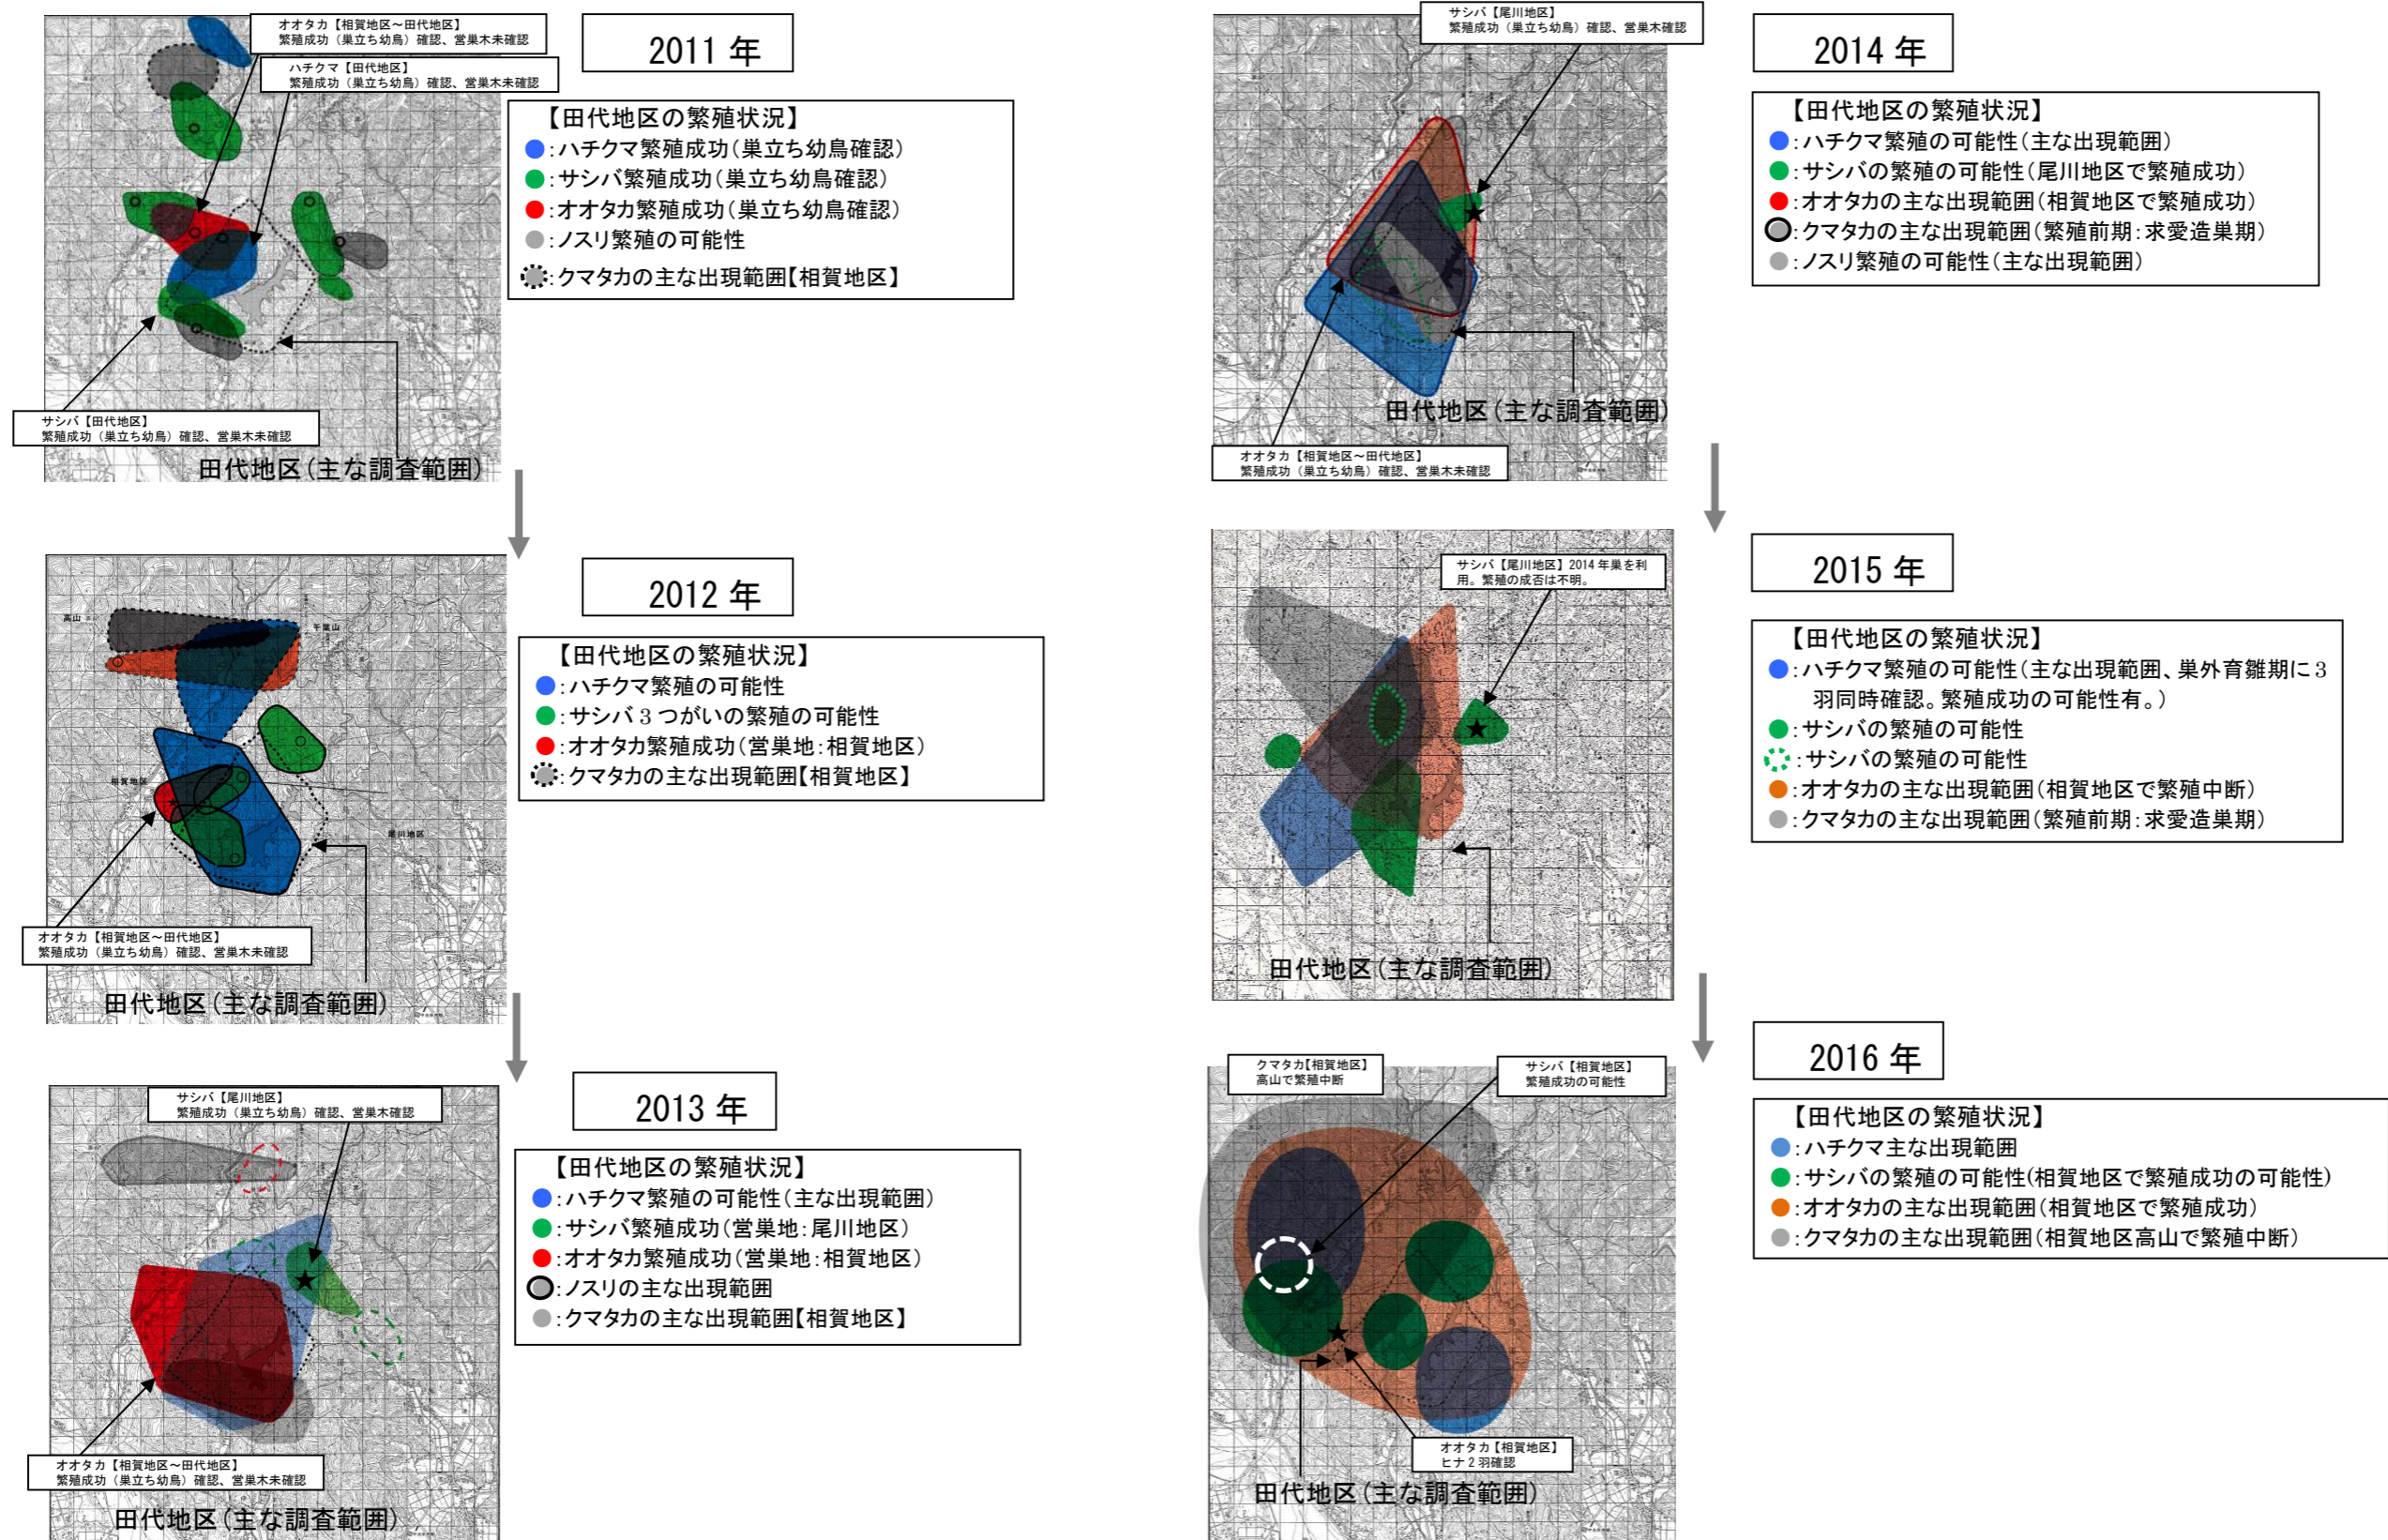 オオタカ【相賀地区～田代地区】
繁殖成功（巣立ち幼鳥）確認、営巣木未確認
ハチクマ【田代地区】
繁殖成功（巣立ち幼鳥）確認、営巣木未確認
サシバ【田代地区】
繁殖成功（巣立ち幼鳥）確認、営巣木未確認
田代地区(主な調査範囲)
2011 年
【田代地区の繁殖状況】
：ハチクマ繁殖成功(巣立ち幼鳥確認)
：サシバ繁殖成功(巣立ち幼鳥確認)
：オオタカ繁殖成功(巣立ち幼鳥確認)
：ノスリ繁殖の可能性
：クマタカの主な出現範囲【相賀地区】
高山
千葉山
相賀地区
尾川地区
オオタカ【相賀地区～田代地区】
繁殖成功（巣立ち幼鳥）確認、営巣木未確認
田代地区(主な調査範囲)
2012 年
【田代地区の繁殖状況】
：ハチクマ繁殖の可能性
：サシバ３つがいの繁殖の可能性
：オオタカ繁殖成功(営巣地：相賀地区)
：クマタカの主な出現範囲【相賀地区】
サシバ【尾川地区】
繁殖成功（巣立ち幼鳥）確認、営巣木確認
オオタカ【相賀地区～田代地区】
繁殖成功（巣立ち幼鳥）確認、営巣木未確認
田代地区(主な調査範囲)
2013 年
【田代地区の繁殖状況】
：ハチクマ繁殖の可能性(主な出現範囲)
：サシバ繁殖成功(営巣地：尾川地区)
：オオタカ繁殖成功(営巣地：相賀地区)
：ノスリの主な出現範囲
：クマタカの主な出現範囲【相賀地区】
サシバ【尾川地区】
繁殖成功（巣立ち幼鳥）確認、営巣木確認
オオタカ【相賀地区～田代地区】
繁殖成功（巣立ち幼鳥）確認、営巣木未確認
田代地区(主な調査範囲)
2014 年
【田代地区の繁殖状況】
：ハチクマ繁殖の可能性(主な出現範囲)
：サシバの繁殖の可能性(尾川地区で繁殖成功)
：オオタカの主な出現範囲(相賀地区で繁殖成功)
：クマタカの主な出現範囲(繁殖前期：求愛造巣期)
：ノスリ繁殖の可能性(主な出現範囲)
サシバ【尾川地区】2014 年巣を利
用。繁殖の成否は不明。
田代地区(主な調査範囲)
2015 年
【田代地区の繁殖状況】
：ハチクマ繁殖の可能性(主な出現範囲、巣外育雛期に３
羽同時確認。繁殖成功の可能性有。)
：サシバの繁殖の可能性
：サシバの繁殖の可能性
：オオタカの主な出現範囲(相賀地区で繁殖中断)
：クマタカの主な出現範囲(繁殖前期：求愛造巣期)
クマタカ【相賀地区】
高山で繁殖中断
サシバ【相賀地区】
繁殖成功の可能性
オオタカ【相賀地区】
ヒナ２羽確認
田代地区(主な調査範囲)
2016 年
【田代地区の繁殖状況】
：ハチクマ主な出現範囲
：サシバの繁殖の可能性(相賀地区で繁殖成功の可能性)
：オオタカの主な出現範囲(相賀地区で繁殖成功)
：クマタカの主な出現範囲(相賀地区高山で繁殖中断)